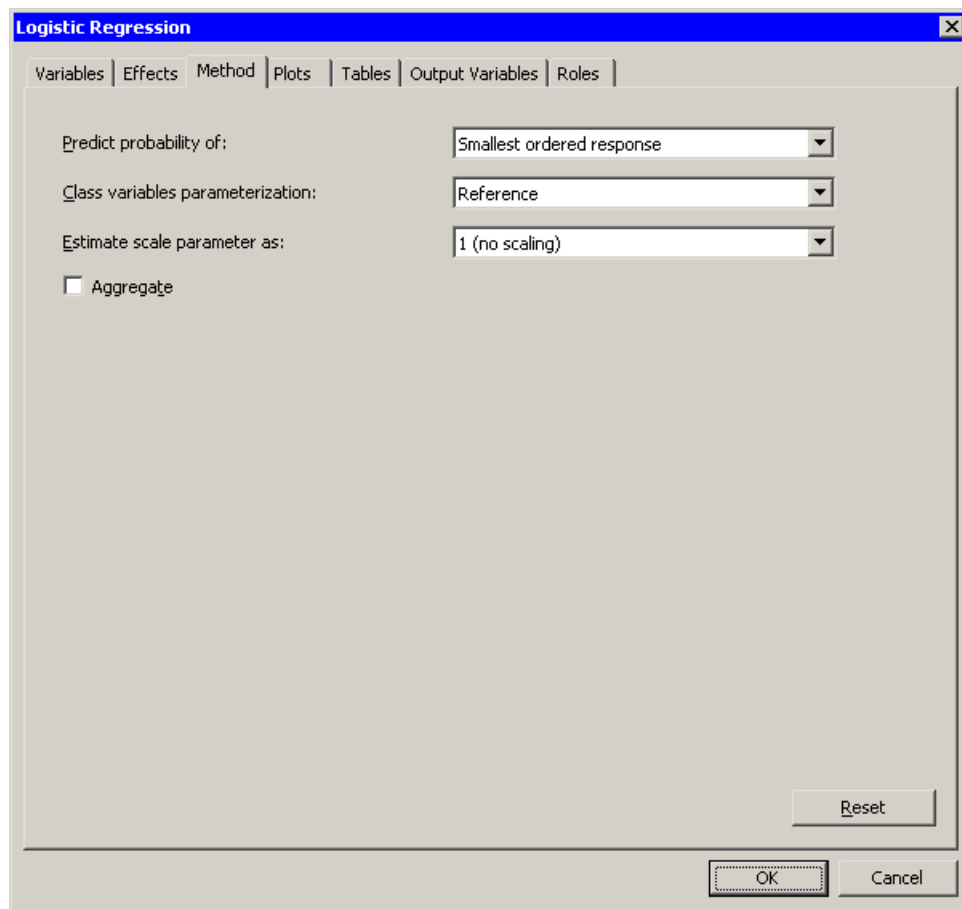 Logistic Regression
Variables Effects Method Plots Tables Output Variables Roles
Predict probability of: Smallest ordered response
Class variables parameterization: Reference
Estimate scale parameter as: 1 (no scaling)
Aggregate
Reset
OK Cancel